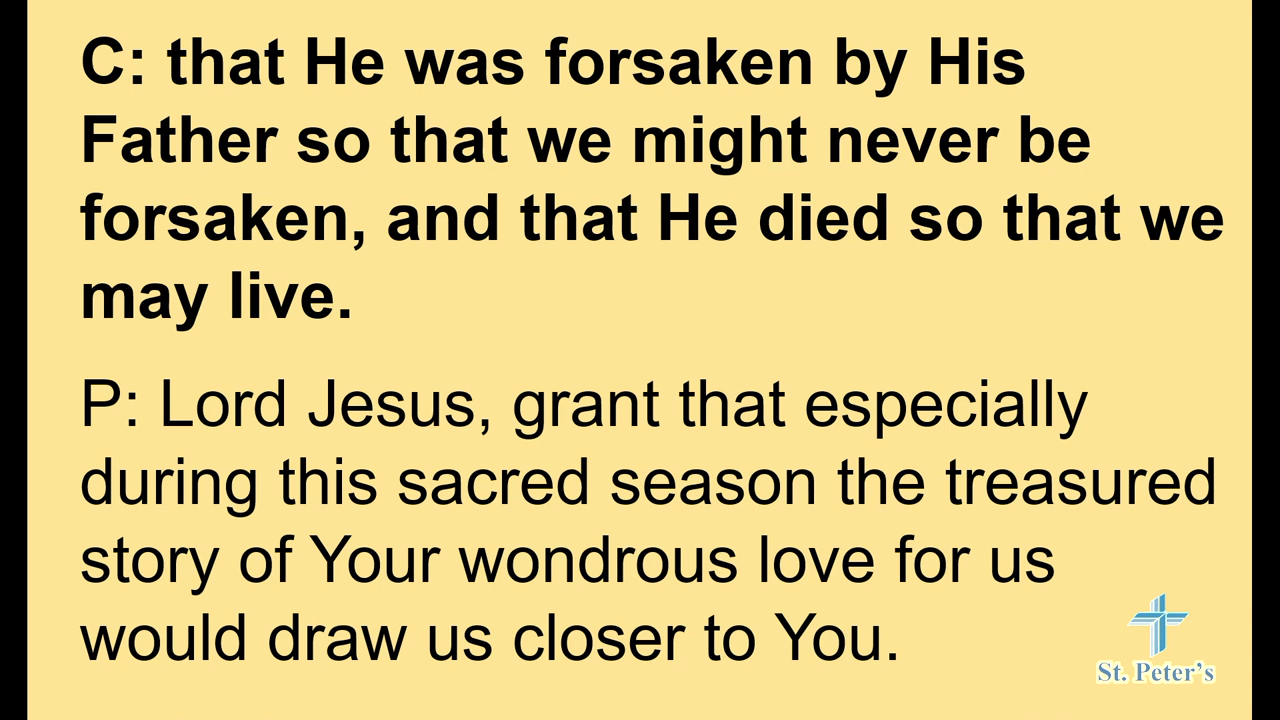 C: that He was forsaken by His
Father so that we might never be
forsaken, and that He died so that we
may live.
P: Lord Jesus, grant that especially
during this sacred season the treasured
story of Your wondrous love for us
would draw us closer to You.
St. Peter's